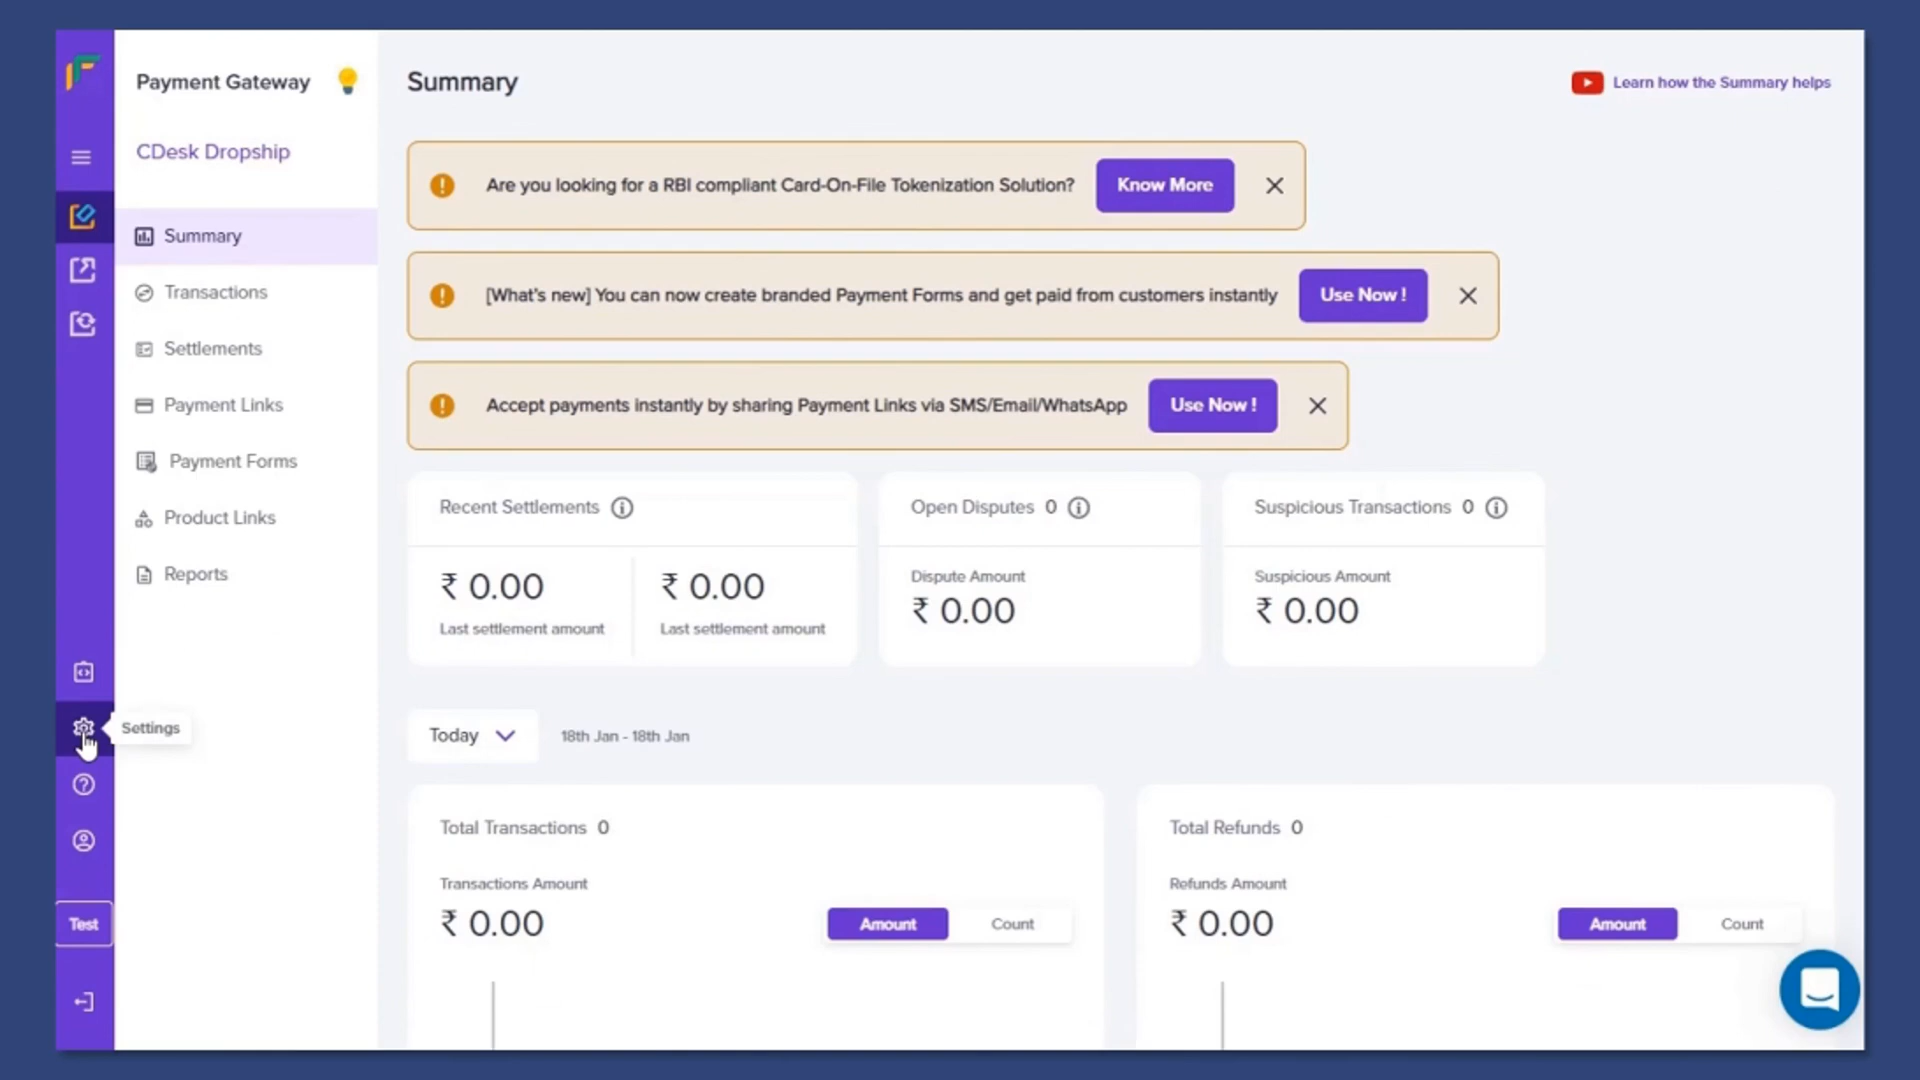 Payment Gateway
CDesk Dropship
Summary
Transactions
Settlements
Payment Links
Payment Forms
Product Links
Reports
Settings
Test
Summary
Learn how the Summary helps
Are you looking for a RBI compliant Card-On-File Tokenization Solution?
Know More
[What's new] You can now create branded Payment Forms and get paid from customers instantly
Use Now !
Accept payments instantly by sharing Payment Links via SMS/Email/WhatsApp
Use Now !
Recent Settlements
₹ 0.00
Last settlement amount
₹ 0.00
Last settlement amount
Open Disputes 0
Dispute Amount
₹ 0.00
Suspicious Transactions 0
Suspicious Amount
₹ 0.00
Today
18th Jan - 18th Jan
Total Transactions 0
Transactions Amount
₹ 0.00
Amount
Count
Total Refunds 0
Refunds Amount
₹ 0.00
Amount
Count